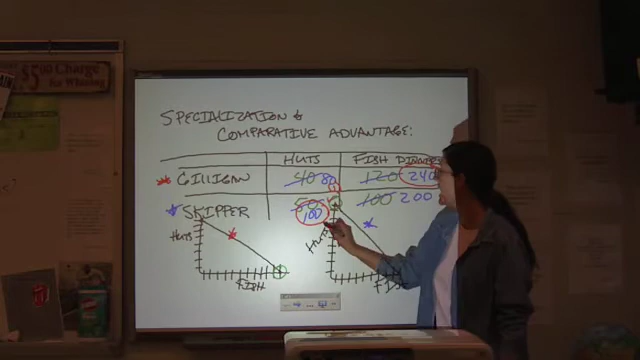 $5.00 Charge
for Whining
SPECIALIZATION &
COMPARATIVE ADVANTAGE:
HUTS FISH DINNERS
GILLIGAN 40 80 120 240
SKIPPER 50 100 100 200
HUTS
FISH
HUTS
FISH